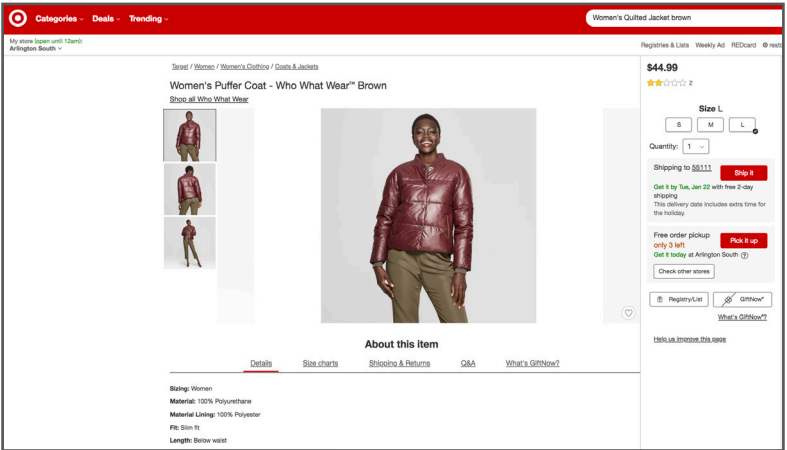 Categories Deals Trending
Women's Quilted Jacket brown
My store (open until 12am):
Arlington South
Registries & Lists Weekly Ad REDcard
Target / Women / Women's Clothing / Coats & Jackets
Women's Puffer Coat - Who What Wear™ Brown
Shop all Who What Wear
$44.99
2
Size L
S M L
Quantity: 1
Shipping to 55111
Ship it
Get it by Tue, Jan 22 with free 2-day
shipping
This delivery date includes extra time for
the holiday.
Free order pickup
only 3 left
Pick it up
Get it today at Arlington South
Check other stores
Registry/List GiftNow®
What's GiftNow®?
Help us improve this page
About this item
Details Size charts Shipping & Returns Q&A What's GiftNow?
Sizing: Women
Material: 100% Polyurethane
Material Lining: 100% Polyester
Fit: Slim fit
Length: Below waist